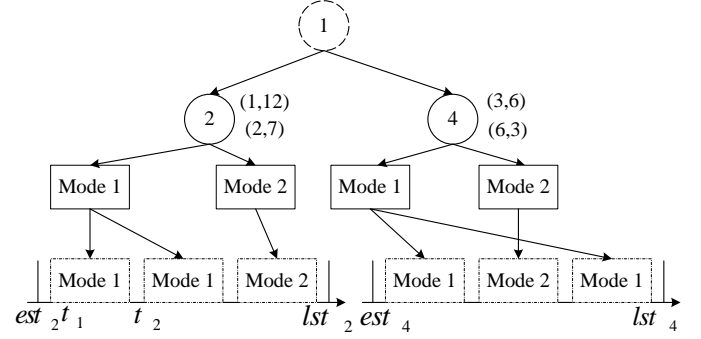 1
2 (1,12) 4 (3,6)
(2,7) (6,3)
Mode 1 Mode 2 Mode 1 Mode 2
Mode 1 Mode 1 Mode 2 Mode 1 Mode 2 Mode 1
est 2 t 1 t 2 lst 2 est 4 lst 4